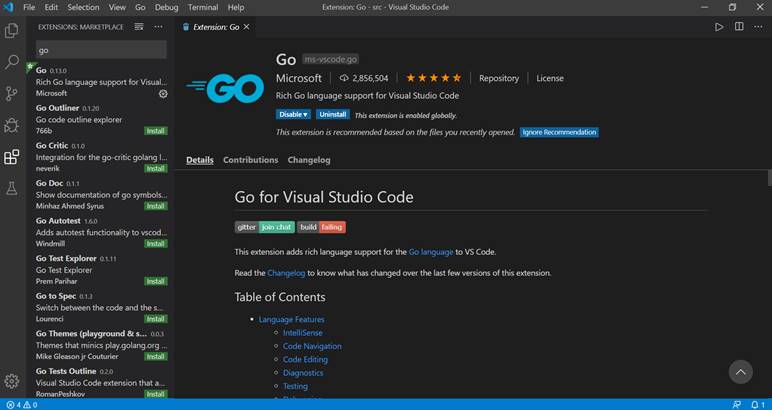 File Edit Selection View Go Debug Terminal Help
Extension: Go - src - Visual Studio Code
EXTENSIONS: MARKETPLACE
go
Go 0.13.0
Rich Go language support for Visual...
Microsoft
Go Outliner 0.1.20
Go code outline explorer
766b Install
Go Critic 0.1.0
Integration for the go-critic golang l...
neverik Install
Go Doc 0.1.1
Show documentation of go symbols...
Minhaz Ahmed Syrus Install
Go Autotest 1.6.0
Adds autotest functionality to vscod...
Windmill Install
Go Test Explorer 0.1.11
Go Test Explorer
Prem Parihar Install
Go to Spec 0.1.3
Switch between the code and the s...
Lourenci Install
Go Themes (playground & s... 0.0.3
Themes that minics play.golang.org ...
Mike Gleason jr Couturier Install
Go Tests Outline 0.2.0
Visual Studio Code extension that a...
RomanPeshkov Install
Extension: Go
GO
Go ms-vscode.go
Microsoft 2,856,504 Repository License
Rich Go language support for Visual Studio Code
Disable Uninstall This extension is enabled globally.
This extension is recommended based on the files you recently opened. Ignore Recommendation
Details Contributions Changelog
Go for Visual Studio Code
gitter join chat build failing
This extension adds rich language support for the Go language to VS Code.
Read the Changelog to know what has changed over the last few versions of this extension.
Table of Contents
Language Features
IntelliSense
Code Navigation
Code Editing
Diagnostics
Testing
4 0
1